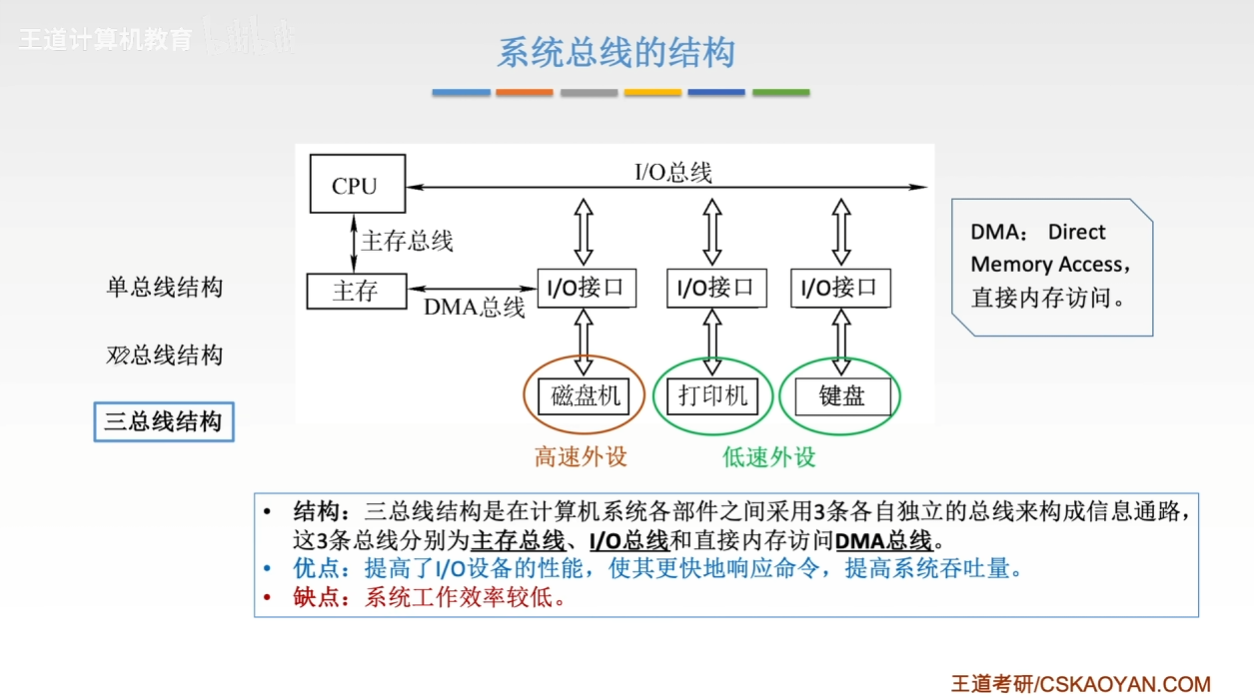 王道计算机教育
系统总线的结构
CPU
I/O总线
主存总线
主存
DMA总线
I/O接口
I/O接口
I/O接口
磁盘机
打印机
键盘
高速外设
低速外设
DMA： Direct
Memory Access，
直接内存访问。
单总线结构
双总线结构
三总线结构
• 结构：三总线结构是在计算机系统各部件之间采用3条各自独立的总线来构成信息通路，
这3条总线分别为主存总线、I/O总线和直接内存访问DMA总线。
• 优点：提高了I/O设备的性能，使其更快地响应命令，提高系统吞吐量。
• 缺点：系统工作效率较低。
王道考研/CSKAOYAN.COM